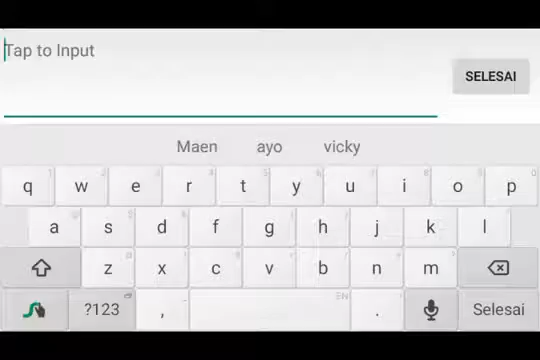 Tap to Input
SELESAI
Maen ayo vicky
q w e r t y u i o p
a s d f g h j k l
z x c v b n m
?123 , EN . Selesai